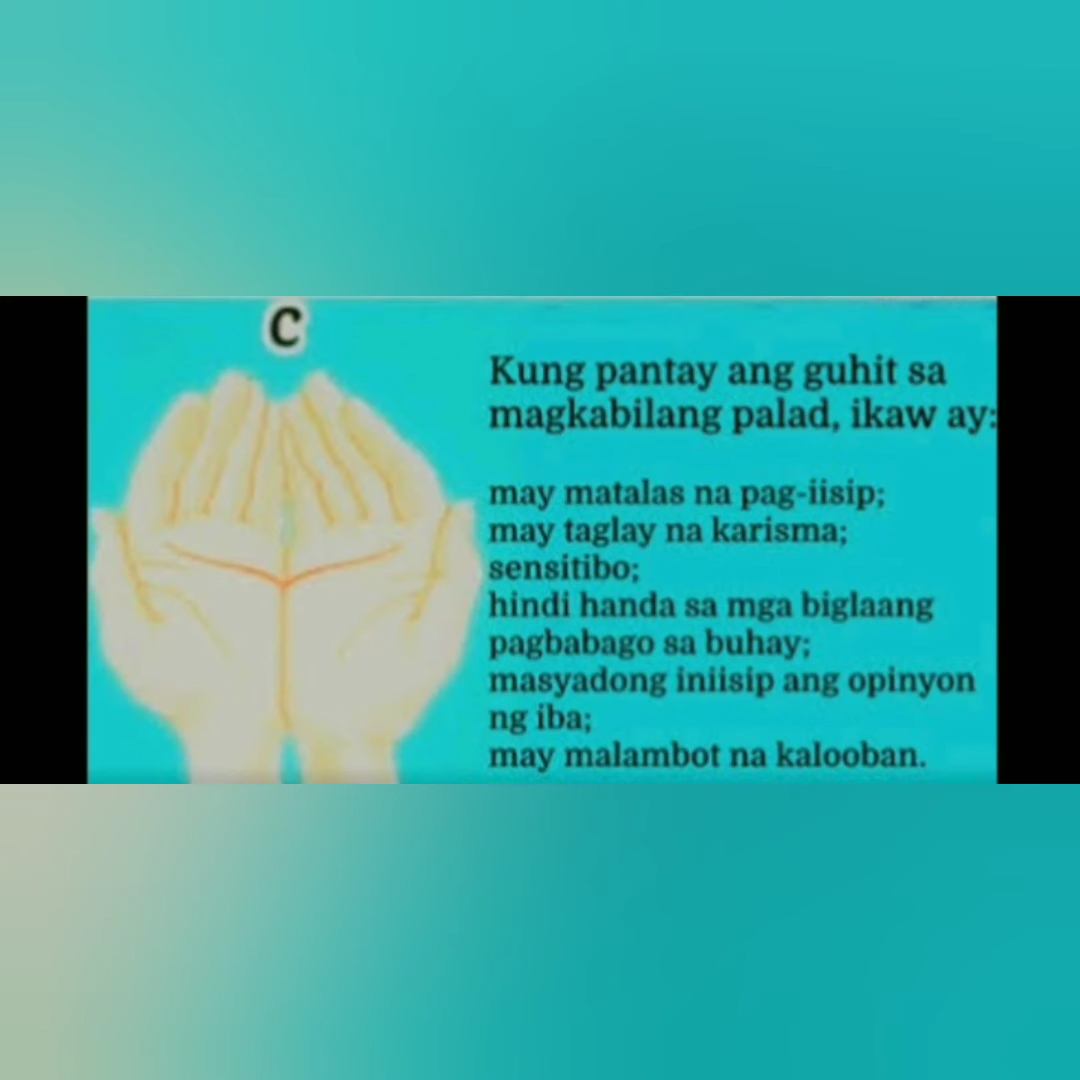 C
Kung pantay ang guhit sa
magkabilang palad, ikaw ay:
may matalas na pag-iisip;
may taglay na karisma;
sensitibo;
hindi handa sa mga biglaang
pagbabago sa buhay;
masyadong iniisip ang opinyon
ng iba;
may malambot na kalooban.